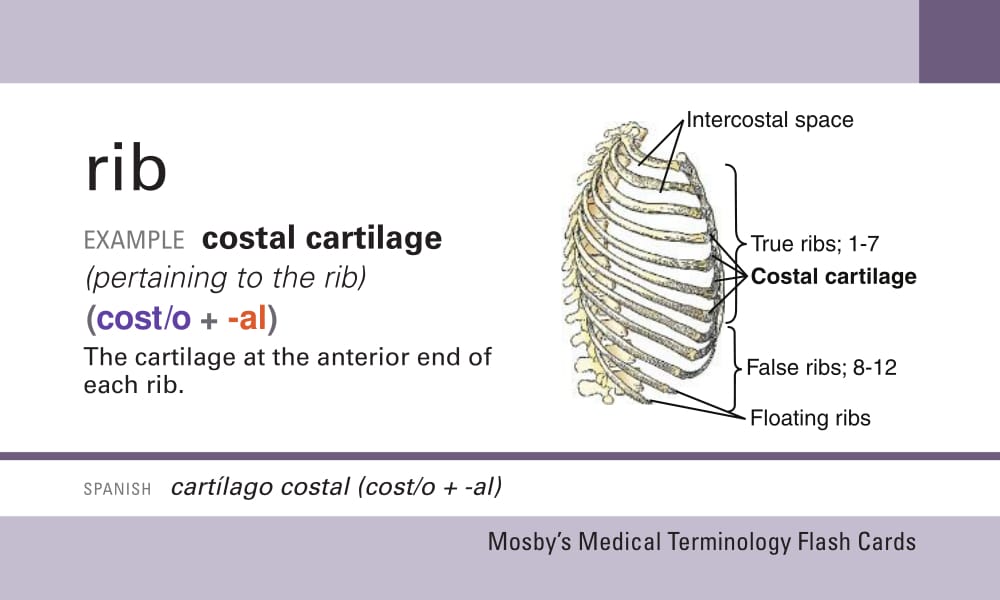 rib
EXAMPLE costal cartilage
(pertaining to the rib)
(cost/o + -al)
The cartilage at the anterior end of
each rib.
Intercostal space
True ribs; 1-7
Costal cartilage
False ribs; 8-12
Floating ribs
SPANISH cartílago costal (cost/o + -al)
Mosby’s Medical Terminology Flash Cards